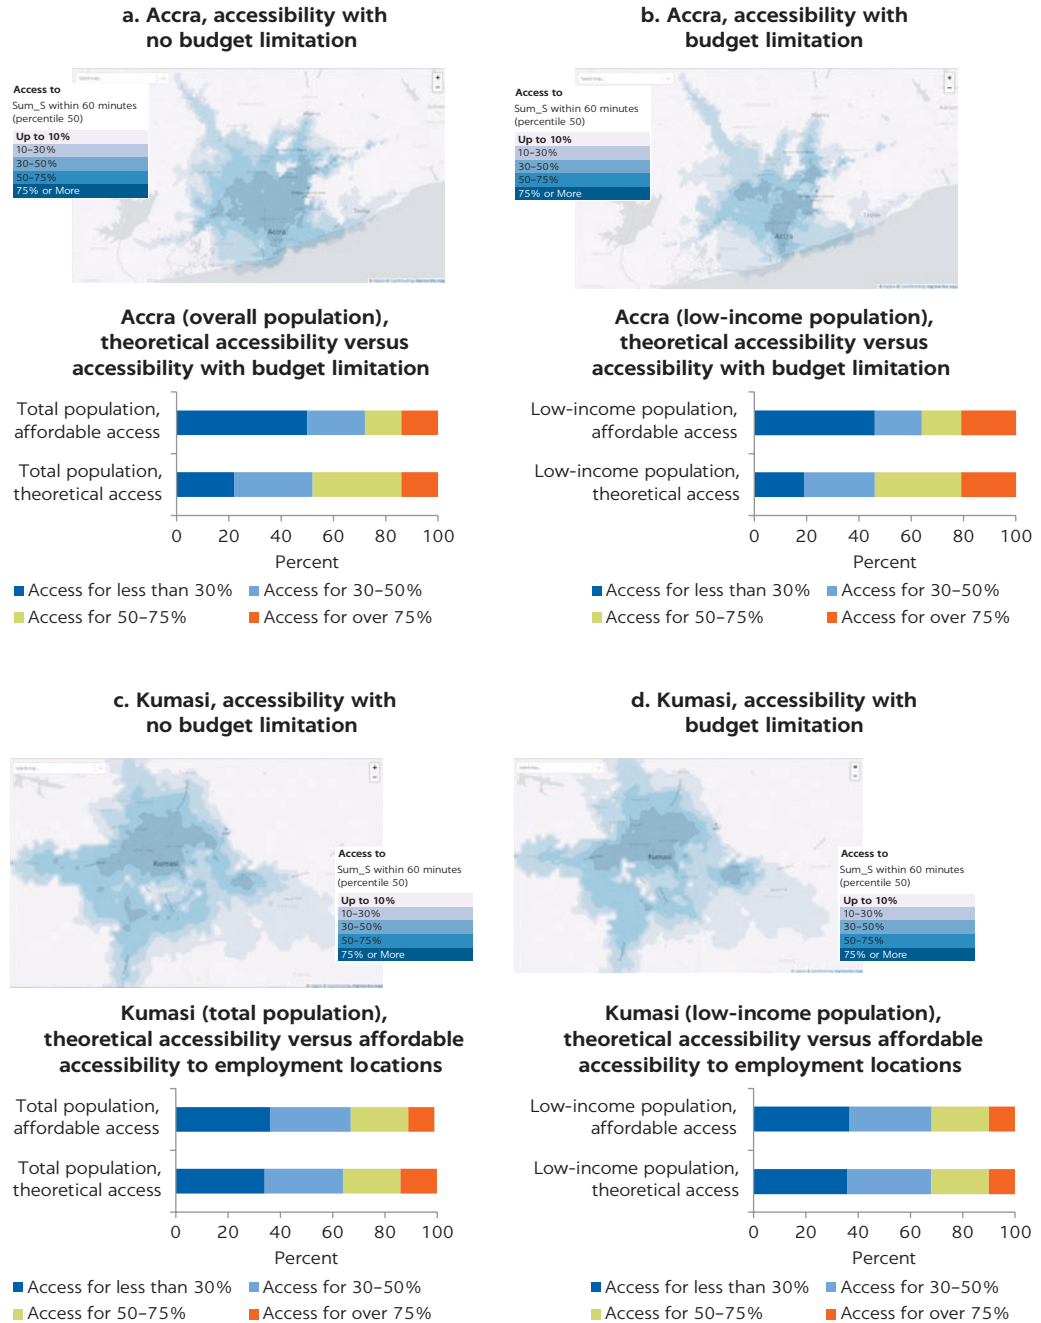 a. Accra, accessibility with
no budget limitation
Access to
Sum_S within 60 minutes
(percentile 50)
Up to 10%
10–30%
30–50%
50–75%
75% or More
Accra
b. Accra, accessibility with
budget limitation
Access to
Sum_S within 60 minutes
(percentile 50)
Up to 10%
10–30%
30–50%
50–75%
75% or More
Accra
Accra (overall population),
theoretical accessibility versus
accessibility with budget limitation
Total population,
affordable access
Total population,
theoretical access
0 20 40 60 80 100
Percent
Access for less than 30% Access for 30–50%
Access for 50–75% Access for over 75%
Accra (low-income population),
theoretical accessibility versus
accessibility with budget limitation
Low-income population,
affordable access
Low-income population,
theoretical access
0 20 40 60 80 100
Percent
Access for less than 30% Access for 30–50%
Access for 50–75% Access for over 75%
c. Kumasi, accessibility with
no budget limitation
Kumasi
Access to
Sum_S within 60 minutes
(percentile 50)
Up to 10%
10–30%
30–50%
50–75%
75% or More
d. Kumasi, accessibility with
budget limitation
Kumasi
Access to
Sum_S within 60 minutes
(percentile 50)
Up to 10%
10–30%
30–50%
50–75%
75% or More
Kumasi (total population),
theoretical accessibility versus affordable
accessibility to employment locations
Total population,
affordable access
Total population,
theoretical access
0 20 40 60 80 100
Percent
Access for less than 30% Access for 30–50%
Access for 50–75% Access for over 75%
Kumasi (low-income population),
theoretical accessibility versus affordable
accessibility to employment locations
Low-income population,
affordable access
Low-income population,
theoretical access
0 20 40 60 80 100
Percent
Access for less than 30% Access for 30–50%
Access for 50–75% Access for over 75%